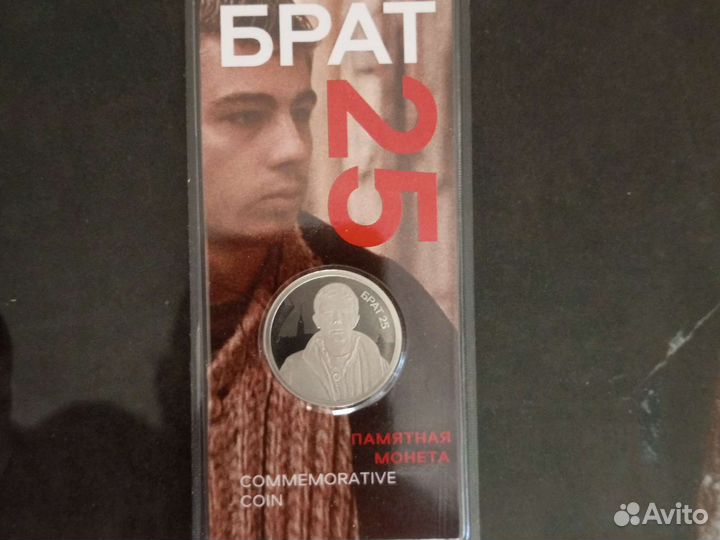 БРАТ
25
БРАТ 25
ПАМЯТНАЯ
МОНЕТА
COMMEMORATIVE
COIN
Avito